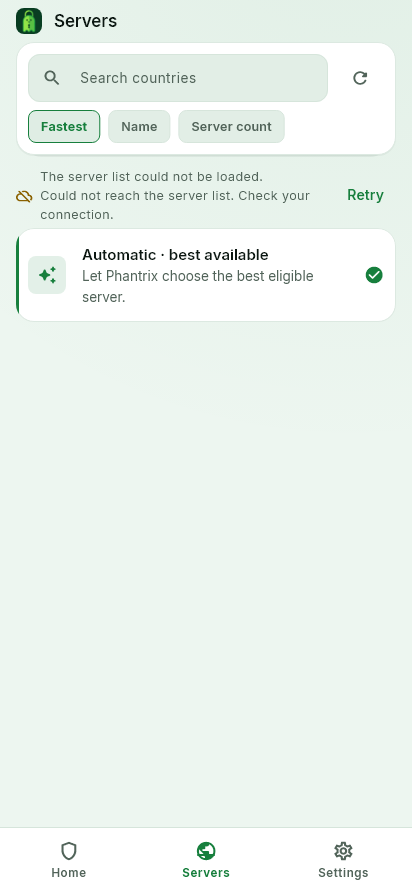 Servers
Search countries
Fastest
Name
Server count
The server list could not be loaded.
Could not reach the server list. Check your
connection.
Retry
Automatic · best available
Let Phantrix choose the best eligible
server.
Home
Servers
Settings